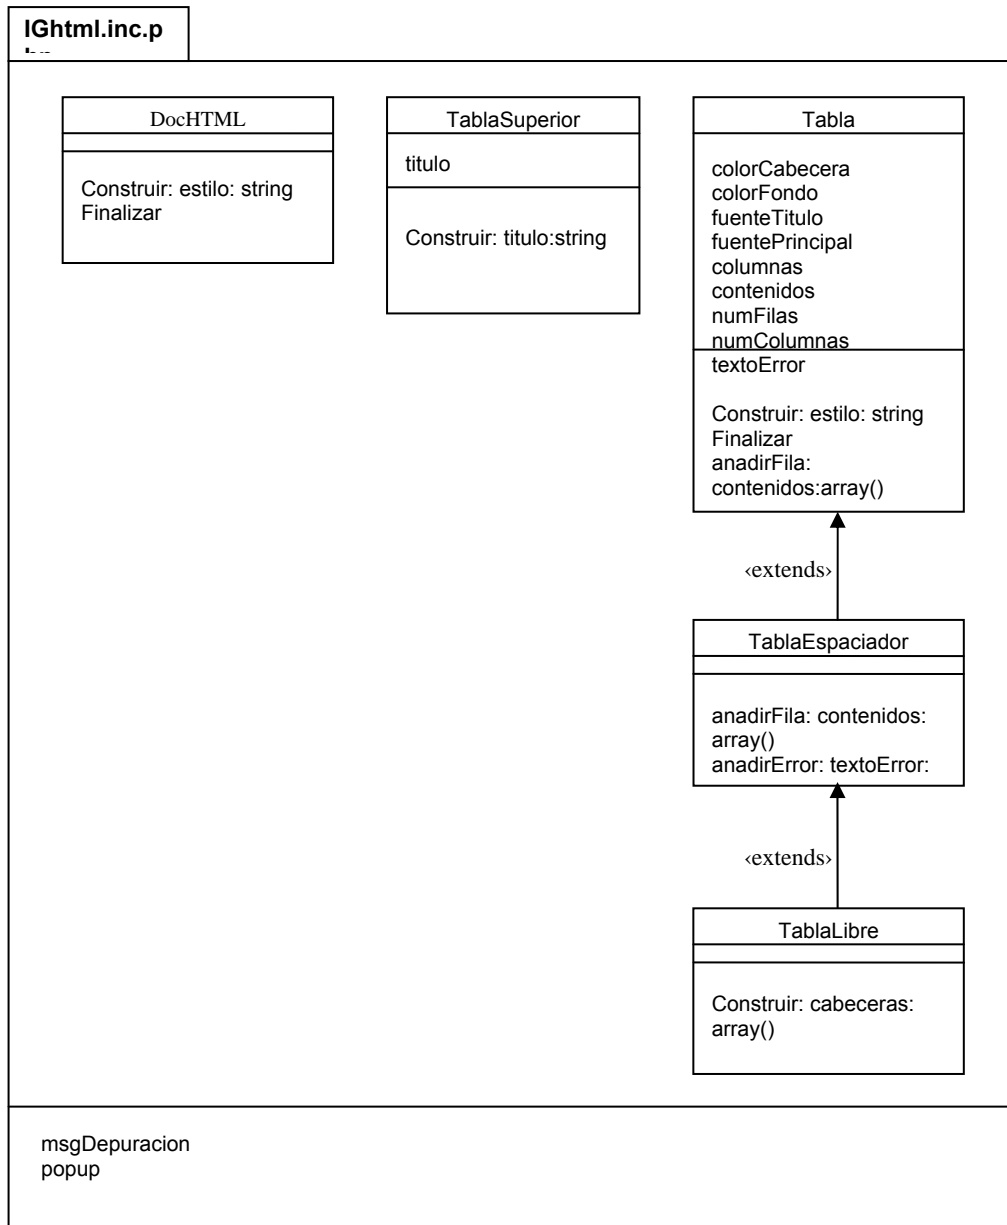 IGhtml.inc.p
DocHTML
Construir: estilo: string
Finalizar
TablaSuperior
titulo
Construir: titulo:string
Tabla
colorCabecera
colorFondo
fuenteTitulo
fuentePrincipal
columnas
contenidos
numFilas
numColumnas
textoError
Construir: estilo: string
Finalizar
anadirFila:
contenidos:array()
‹extends›
TablaEspaciador
anadirFila: contenidos:
array()
anadirError: textoError:
‹extends›
TablaLibre
Construir: cabeceras:
array()
msgDepuracion
popup